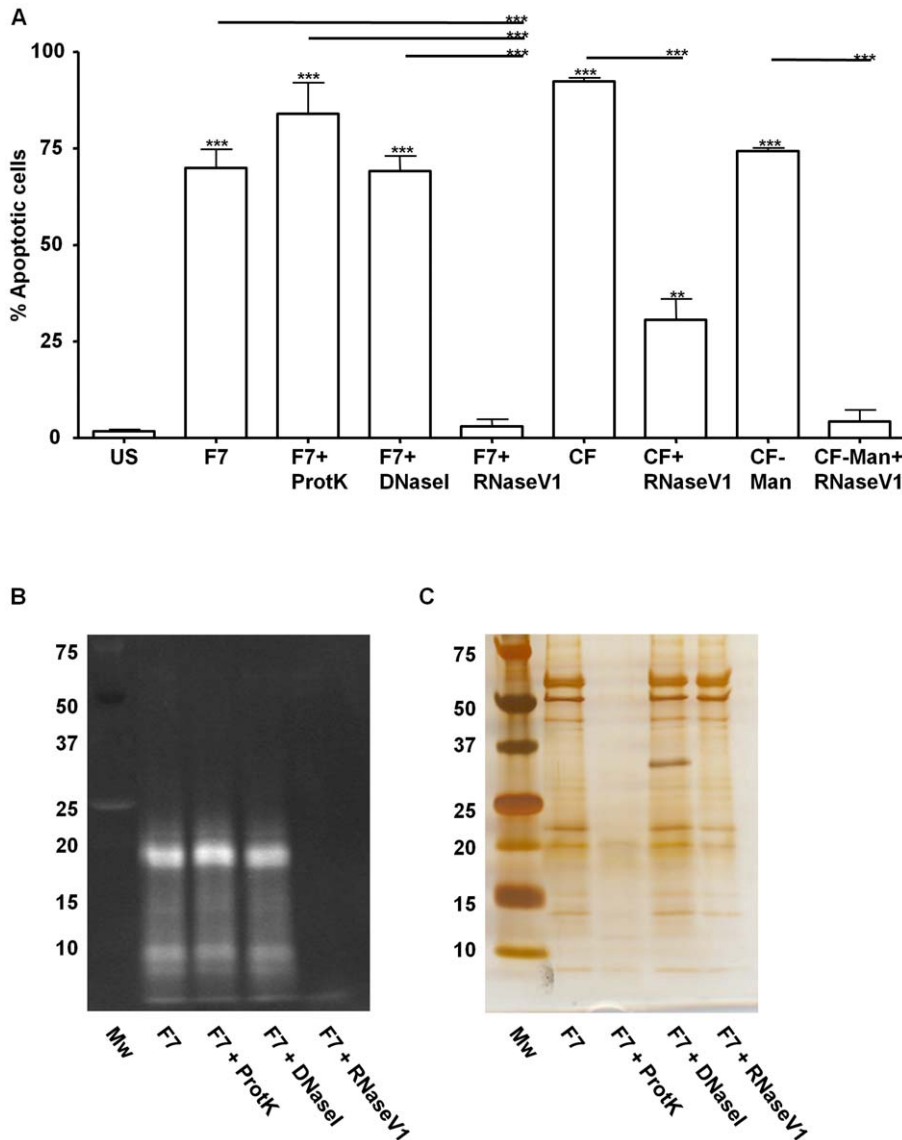 A
***
***
***
***
***
100
75
50
25
0
% Apoptotic cells
***
***
***
***
**
***
US
F7
F7+
ProtK
F7+
DNaseI
F7+
RNaseV1
CF
CF+
RNaseV1
CF-
Man
CF-Man+
RNaseV1
B
75
50
37
25
20
15
10
Mw
F7
F7 + ProtK
F7 + DNaseI
F7 + RNaseV1
C
75
50
37
25
20
15
10
Mw
F7
F7 + ProtK
F7 + DNaseI
F7 + RNaseV1